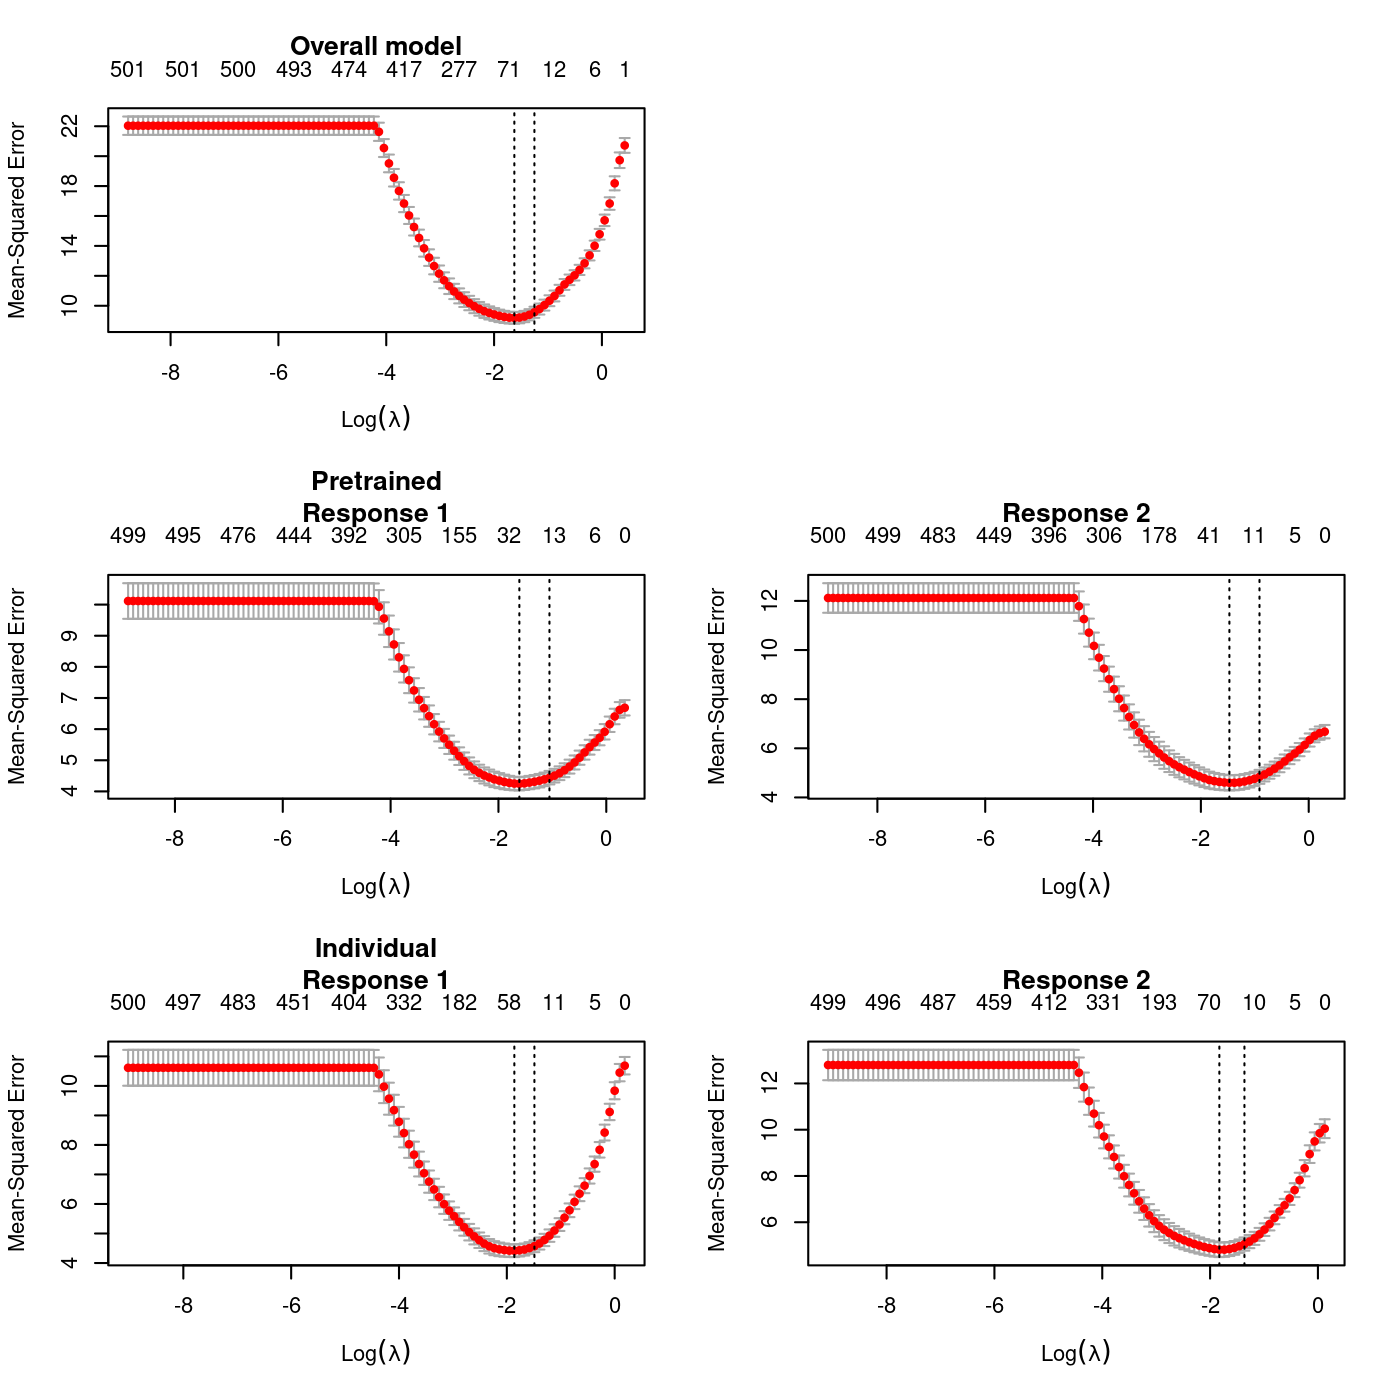 Overall model
501 501 500 493 474 417 277 71 12 6 1
Mean-Squared Error
22
18
14
10
-8 -6 -4 -2 0
Log(λ)
Pretrained
Response 1
499 495 476 444 392 305 155 32 13 6 0
Mean-Squared Error
9
8
7
6
5
4
-8 -6 -4 -2 0
Log(λ)
Response 2
500 499 483 449 396 306 178 41 11 5 0
Mean-Squared Error
12
10
8
6
4
-8 -6 -4 -2 0
Log(λ)
Individual
Response 1
500 497 483 451 404 332 182 58 11 5 0
Mean-Squared Error
10
8
6
4
-8 -6 -4 -2 0
Log(λ)
Response 2
499 496 487 459 412 331 193 70 10 5 0
Mean-Squared Error
12
10
8
6
-8 -6 -4 -2 0
Log(λ)